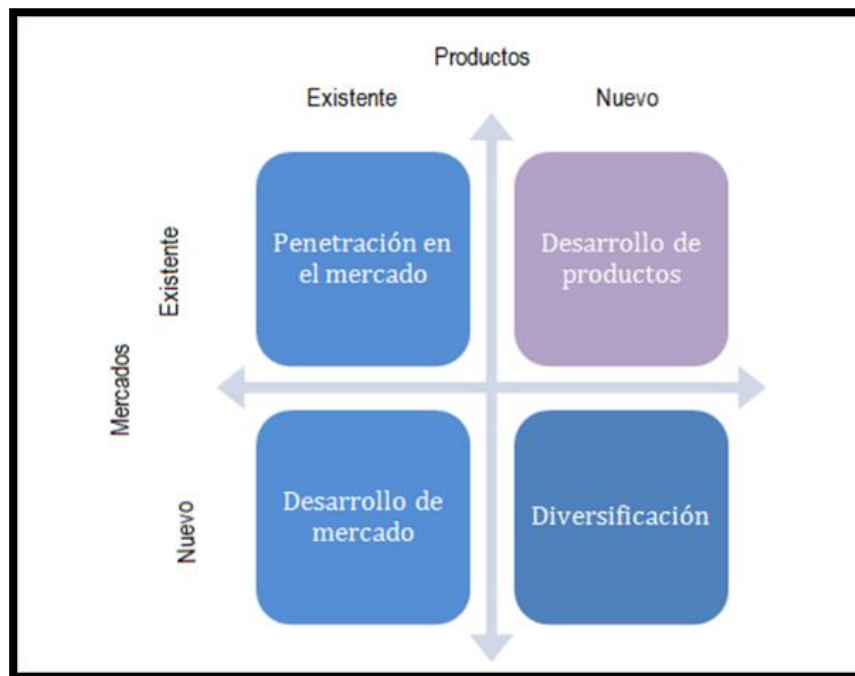 Productos
Existente
Nuevo
Mercados
Existente
Penetración en
el mercado
Desarrollo de
productos
Nuevo
Desarrollo de
mercado
Diversificación